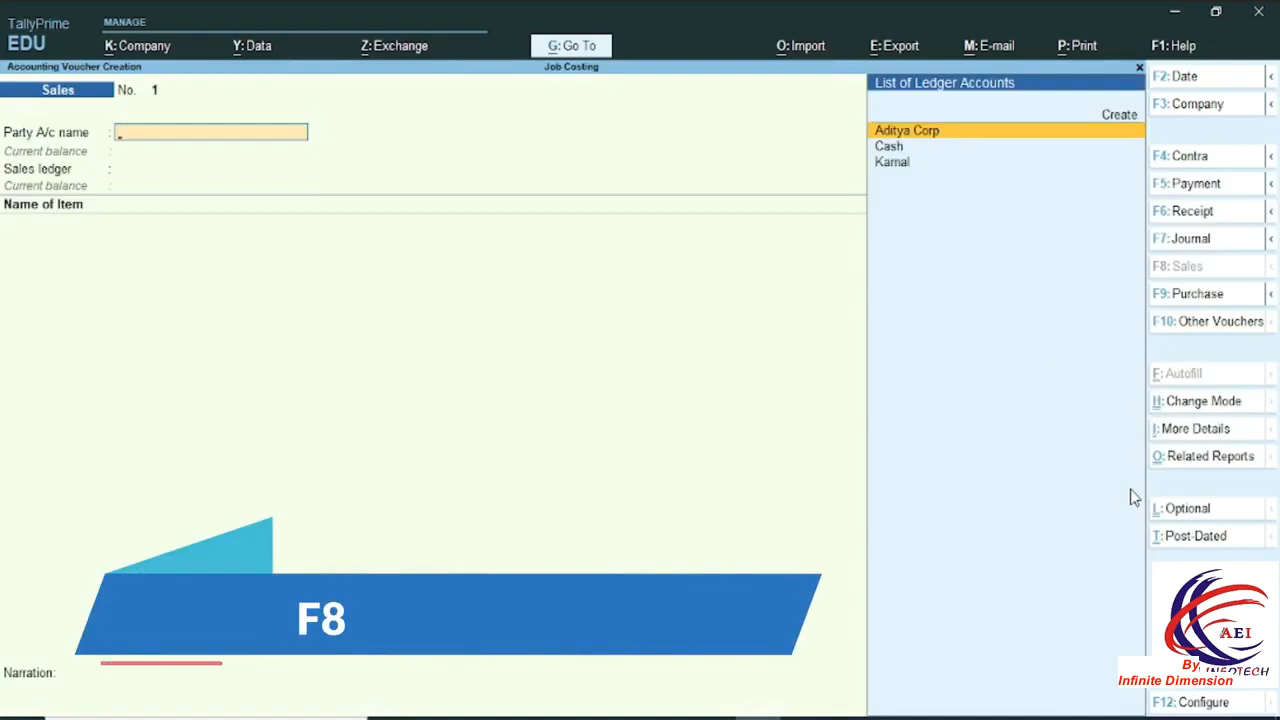 TallyPrime
EDU
MANAGE
K: Company
Y: Data
Z: Exchange
G: Go To
O: Import
E: Export
M: E-mail
P: Print
F1: Help
Accounting Voucher Creation
Job Costing
Sales No. 1
Party A/c name :
Current balance :
Sales ledger :
Current balance :
Name of Item
Narration:
List of Ledger Accounts
Create
Aditya Corp
Cash
Kamal
F2: Date
F3: Company
F4: Contra
F5: Payment
F6: Receipt
F7: Journal
F8: Sales
F9: Purchase
F10: Other Vouchers
F: Autofill
H: Change Mode
I: More Details
O: Related Reports
L: Optional
T: Post-Dated
F12: Configure
F8
AEI
INFOTECH
By,
Infinite Dimension